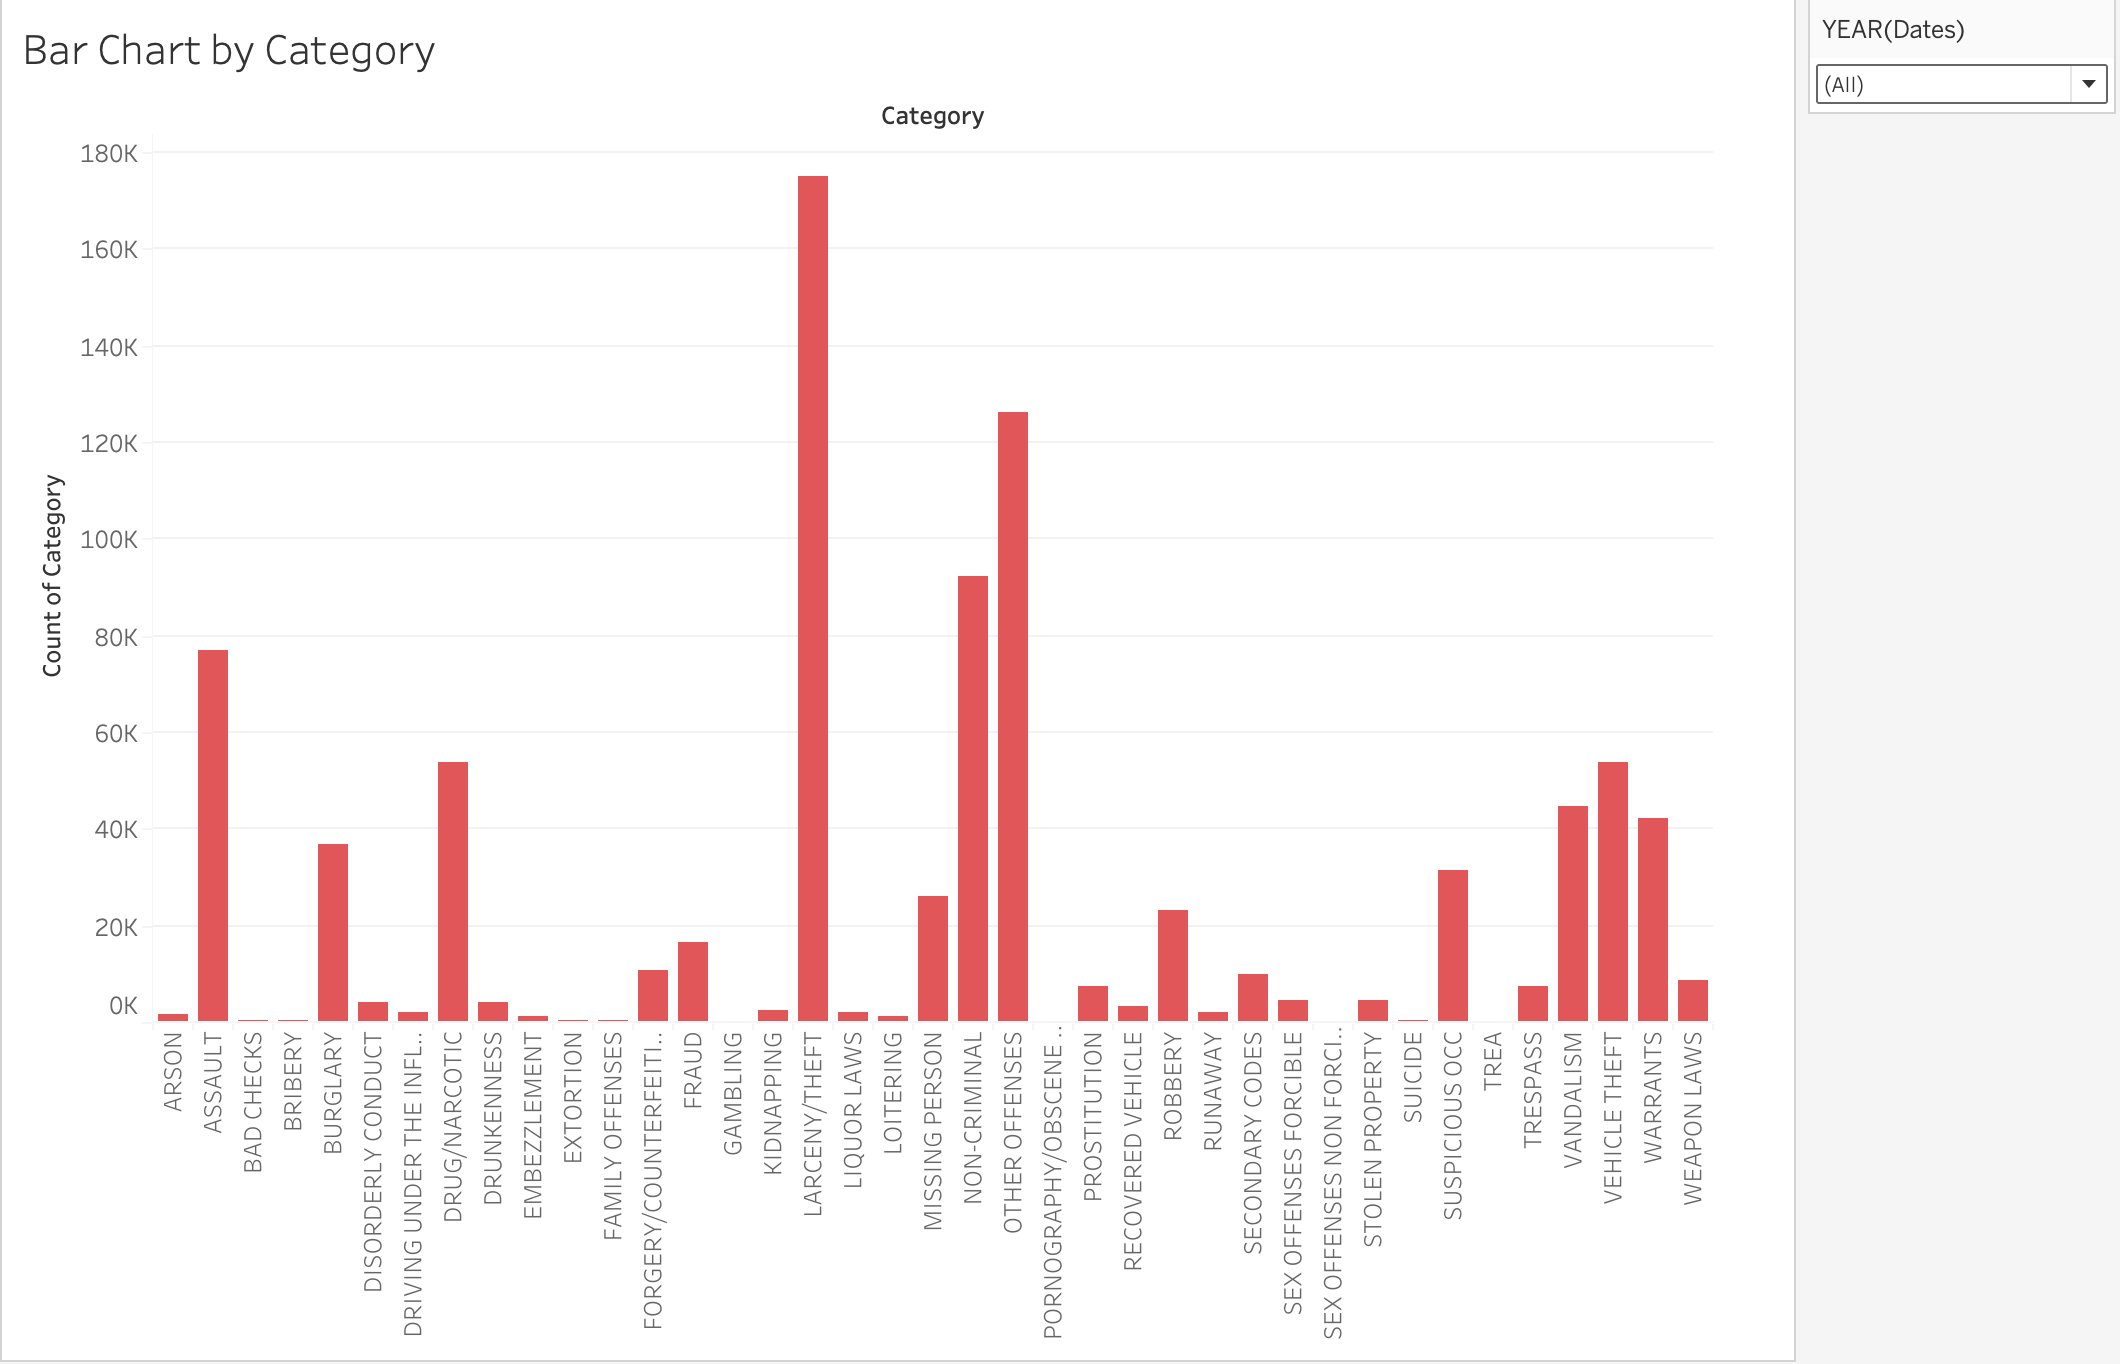 Bar Chart by Category
YEAR(Dates)
(All)
Category
Count of Category
180K
160K
140K
120K
100K
80K
60K
40K
20K
0K
ARSON
ASSAULT
BAD CHECKS
BRIBERY
BURGLARY
DISORDERLY CONDUCT
DRIVING UNDER THE INFL..
DRUG/NARCOTIC
DRUNKENNESS
EMBEZZLEMENT
EXTORTION
FAMILY OFFENSES
FORGERY/COUNTERFEITI..
FRAUD
GAMBLING
KIDNAPPING
LARCENY/THEFT
LIQUOR LAWS
LOITERING
MISSING PERSON
NON-CRIMINAL
OTHER OFFENSES
PORNOGRAPHY/OBSCENE ..
PROSTITUTION
RECOVERED VEHICLE
ROBBERY
RUNAWAY
SECONDARY CODES
SEX OFFENSES FORCIBLE
SEX OFFENSES NON FORCI..
STOLEN PROPERTY
SUICIDE
SUSPICIOUS OCC
TREA
TRESPASS
VANDALISM
VEHICLE THEFT
WARRANTS
WEAPON LAWS